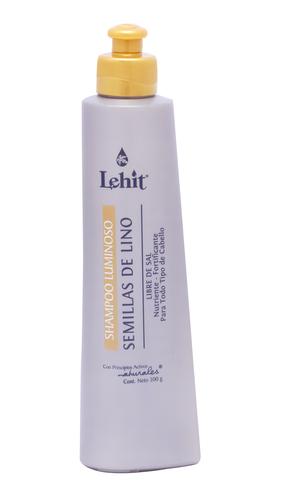 Lehit®
SHAMPOO LUMINOSO
SEMILLAS DE LINO
LIBRE DE SAL
Nutriente - Fortificante
Para Todo Tipo de Cabello
Con Principios Activos
naturales®
Cont. Neto 300 g